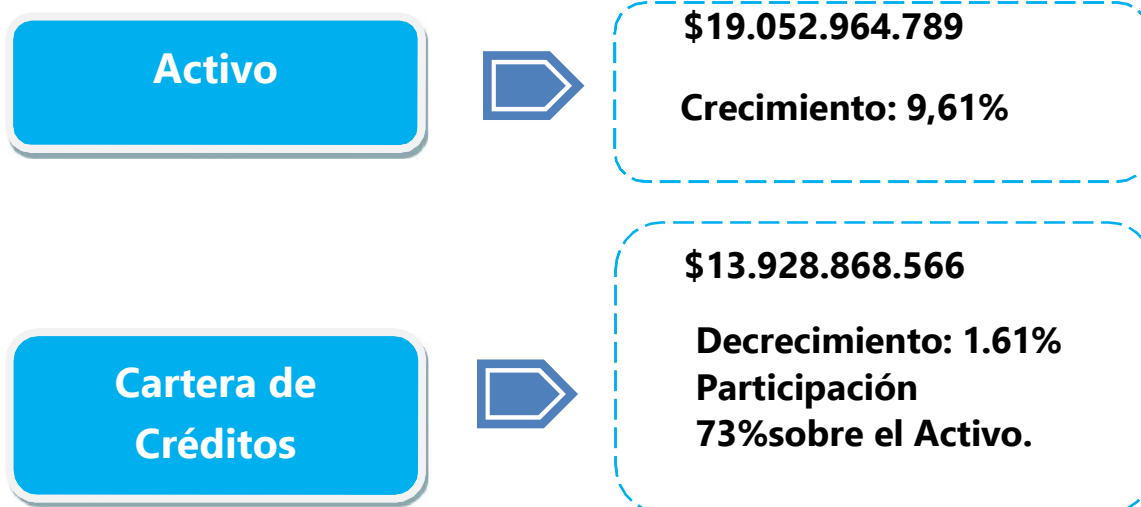 Activo
$19.052.964.789
Crecimiento: 9,61%
Cartera de
Créditos
$13.928.868.566
Decrecimiento: 1.61%
Participación
73%sobre el Activo.